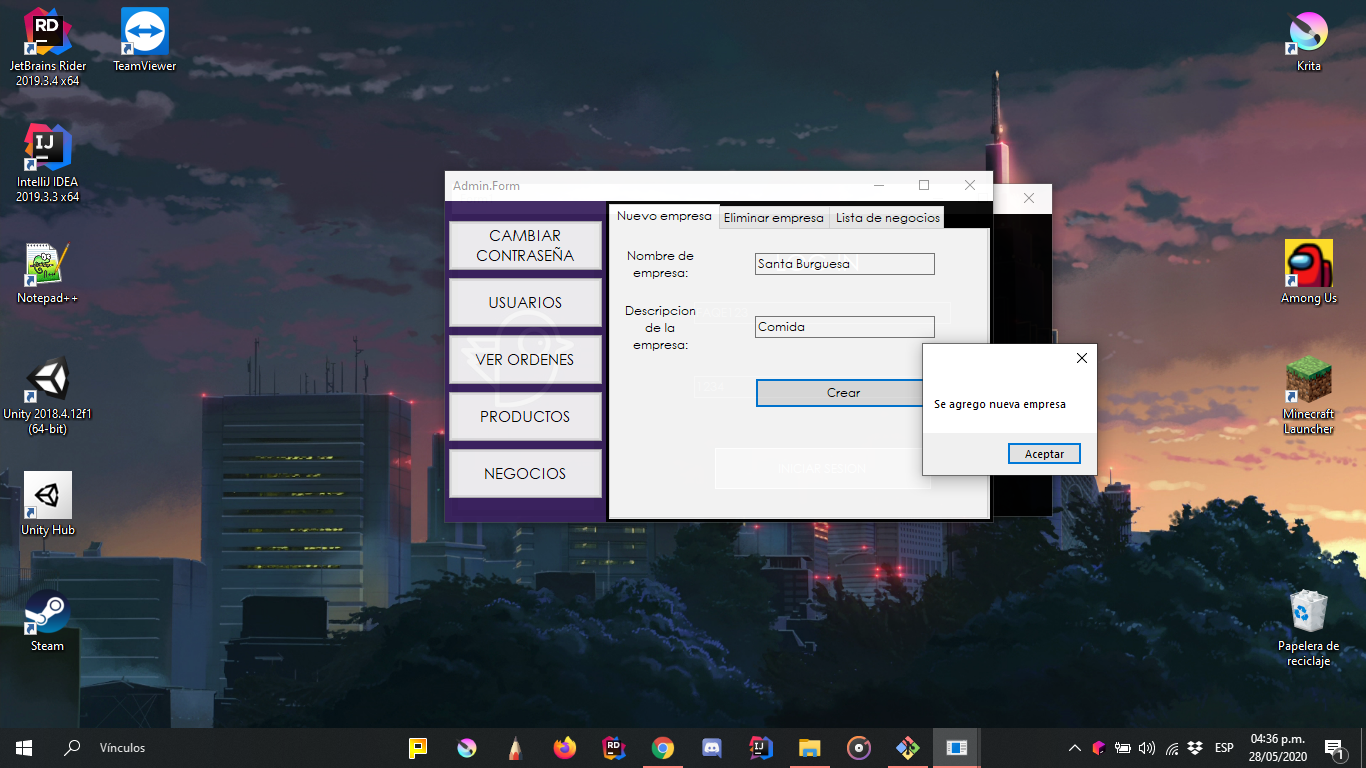 JetBrains Rider
2019.3.4 x64
TeamViewer
Krita
IntelliJ IDEA
2019.3.3 x64
Notepad++
Among Us
Unity 2018.4.12f1
(64-bit)
Minecraft
Launcher
Unity Hub
Steam
Papelera de
reciclaje
Admin.Form
CAMBIAR
CONTRASEÑA
USUARIOS
VER ORDENES
PRODUCTOS
NEGOCIOS
Nuevo empresa
Eliminar empresa
Lista de negocios
Nombre de
empresa:
Santa Burguesa
Descripcion
de la
empresa:
Comida
Crear
INICIAR SESION
Se agrego nueva empresa
Aceptar
Vínculos
ESP
04:36 p.m.
28/05/2020
1
RD
IJ
RD
IJ